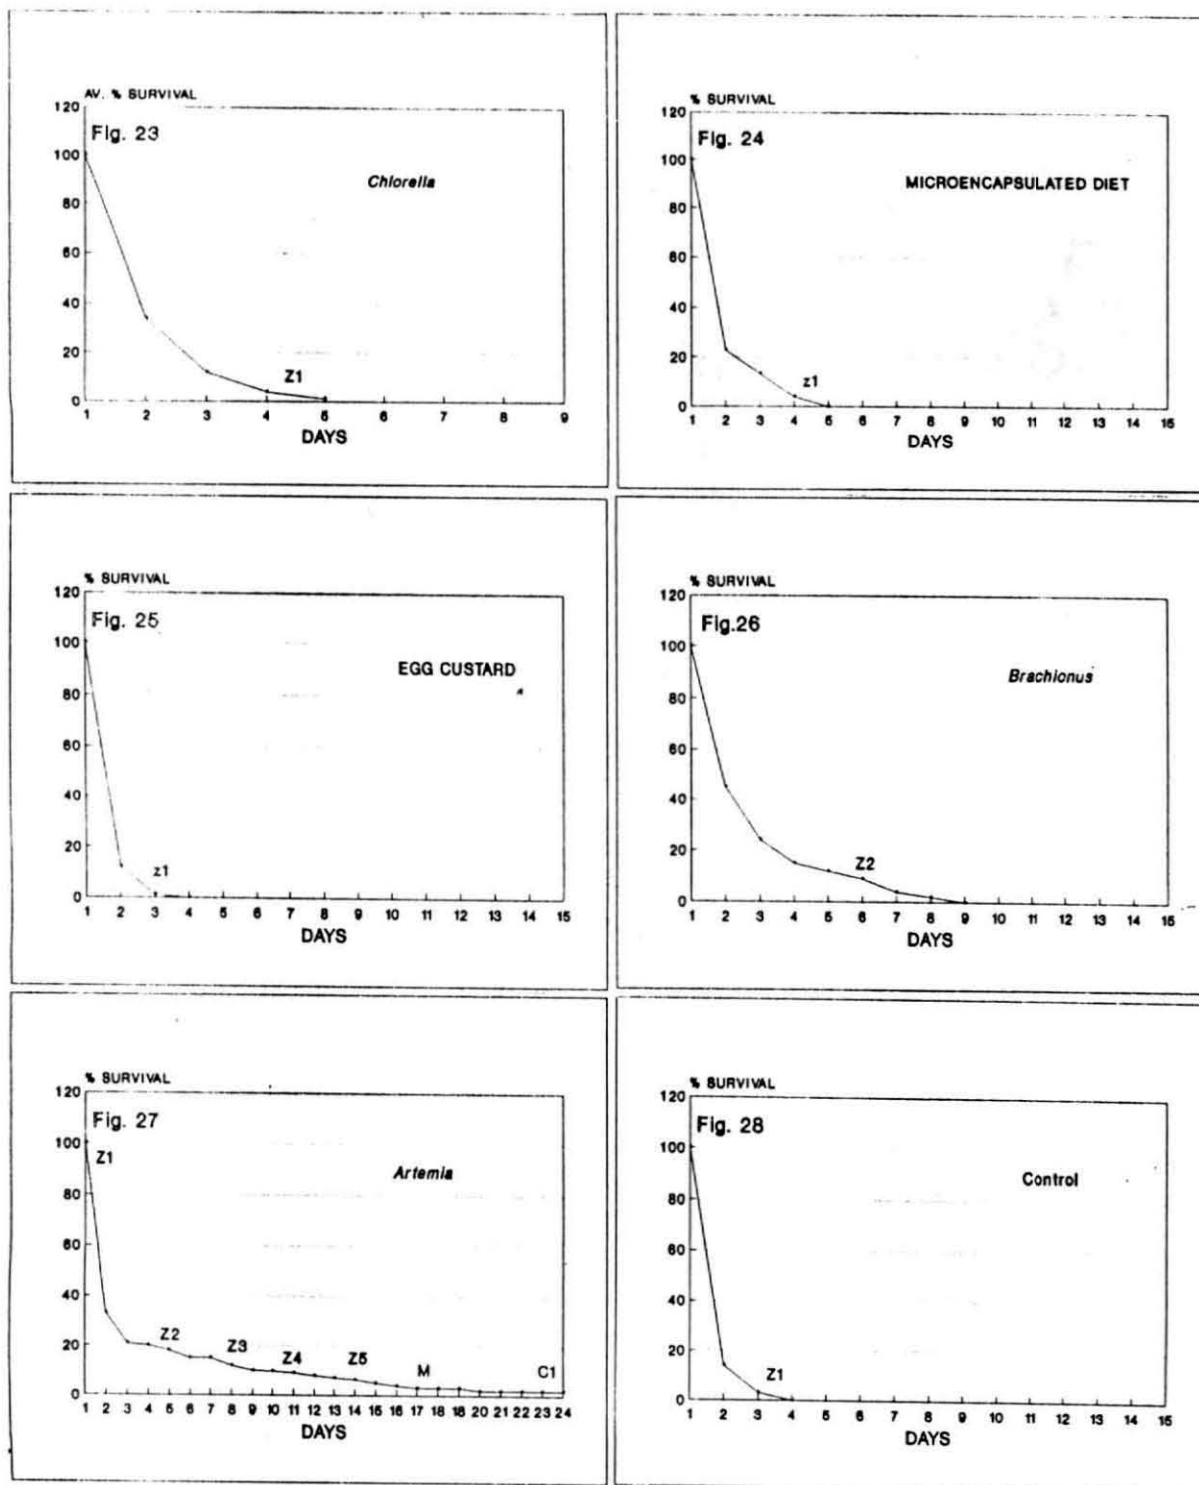 AV. % SURVIVAL
120
Fig. 23
100
Chlorella
80
60
40
20
Z1
0
1 2 3 4 5 6 7 8 9
DAYS
% SURVIVAL
120
Fig. 24
100
MICROENCAPSULATED DIET
80
60
40
20
z1
0
1 2 3 4 5 6 7 8 9 10 11 12 13 14 15
DAYS
% SURVIVAL
120
Fig. 25
100
EGG CUSTARD
80
60
40
20
z1
0
1 2 3 4 5 6 7 8 9 10 11 12 13 14 15
DAYS
% SURVIVAL
120
Fig.26
100
Brachionus
80
60
40
20
Z2
0
1 2 3 4 5 6 7 8 9 10 11 12 13 14 15
DAYS
% SURVIVAL
120
Fig. 27
100
Z1
Artemia
80
60
40
20
Z2 Z3 Z4 Z5 M C1
0
1 2 3 4 5 6 7 8 9 10 11 12 13 14 15 16 17 18 19 20 21 22 23 24
DAYS
% SURVIVAL
120
Fig. 28
100
Control
80
60
40
20
Z1
0
1 2 3 4 5 6 7 8 9 10 11 12 13 14 15
DAYS